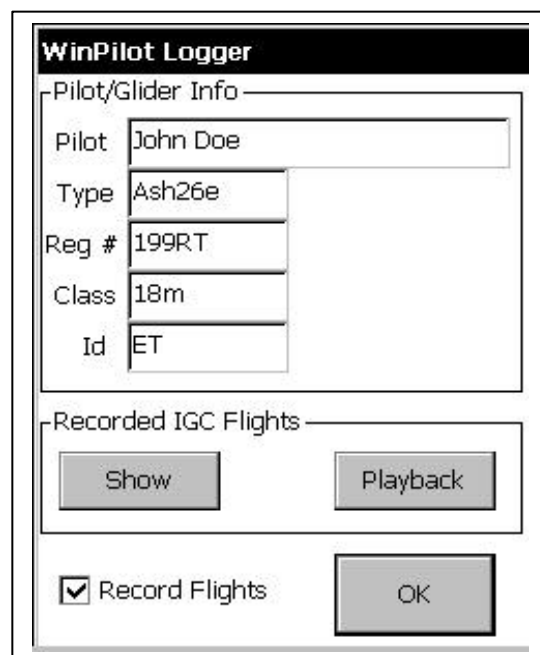 WinPilot Logger
Pilot/Glider Info
Pilot John Doe
Type Ash26e
Reg # 199RT
Class 18m
Id ET
Recorded IGC Flights
Show Playback
Record Flights OK